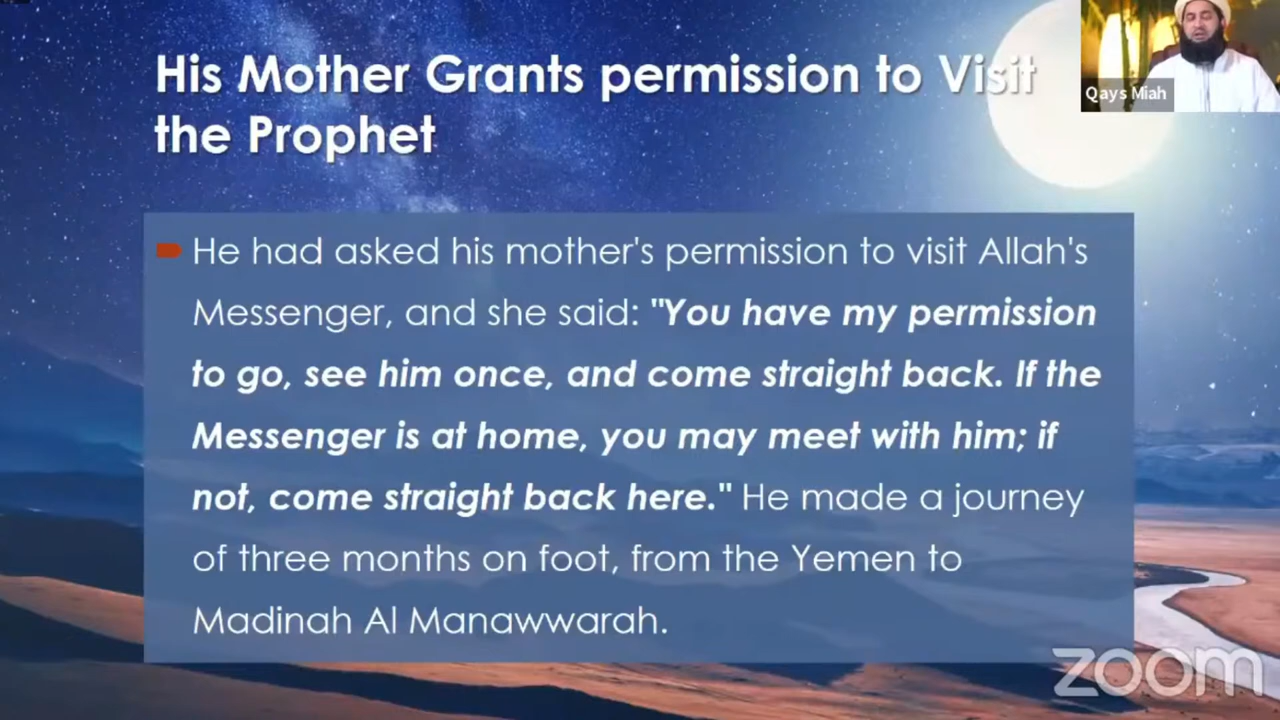 His Mother Grants permission to Visit
the Prophet
Qays Miah
He had asked his mother's permission to visit Allah's
Messenger, and she said: "You have my permission
to go, see him once, and come straight back. If the
Messenger is at home, you may meet with him; if
not, come straight back here." He made a journey
of three months on foot, from the Yemen to
Madinah Al Manawwarah.
zoom